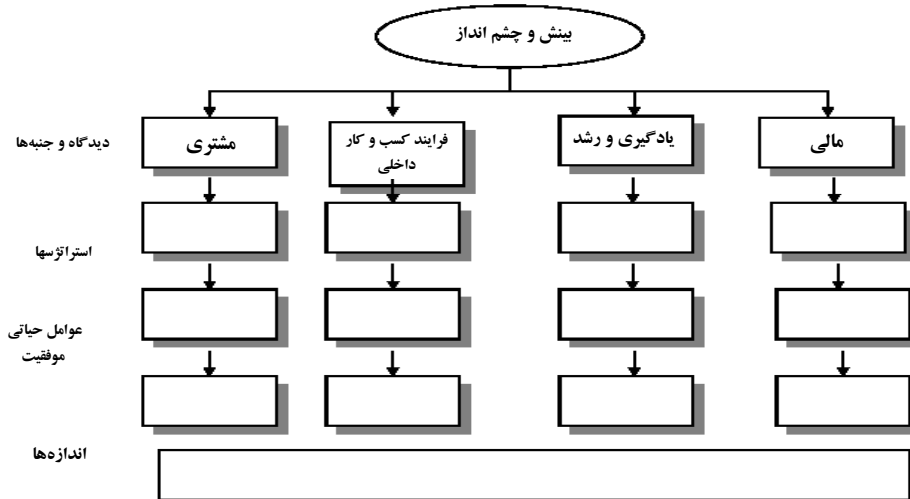 بینش و چشم انداز
دیدگاه و جنبه‌ها
مالی
یادگیری و رشد
فرایند کسب و کار
داخلی
مشتری
استراتژسها
عوامل حیاتی
موفقیت
اندازه‌ها